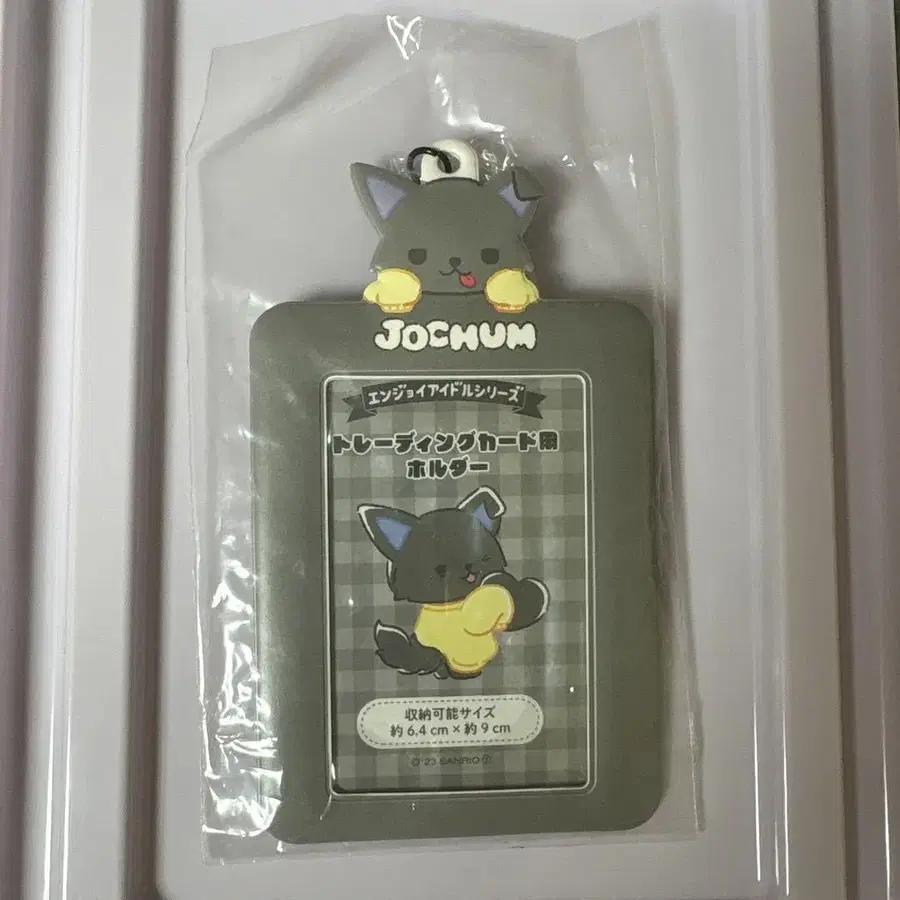 JOCHUM
エンジョイアイドルシリーズ
トレーディングカード用
ホルダー
収納可能サイズ
約 6.4 cm × 約 9 cm
© '23 SANRIO